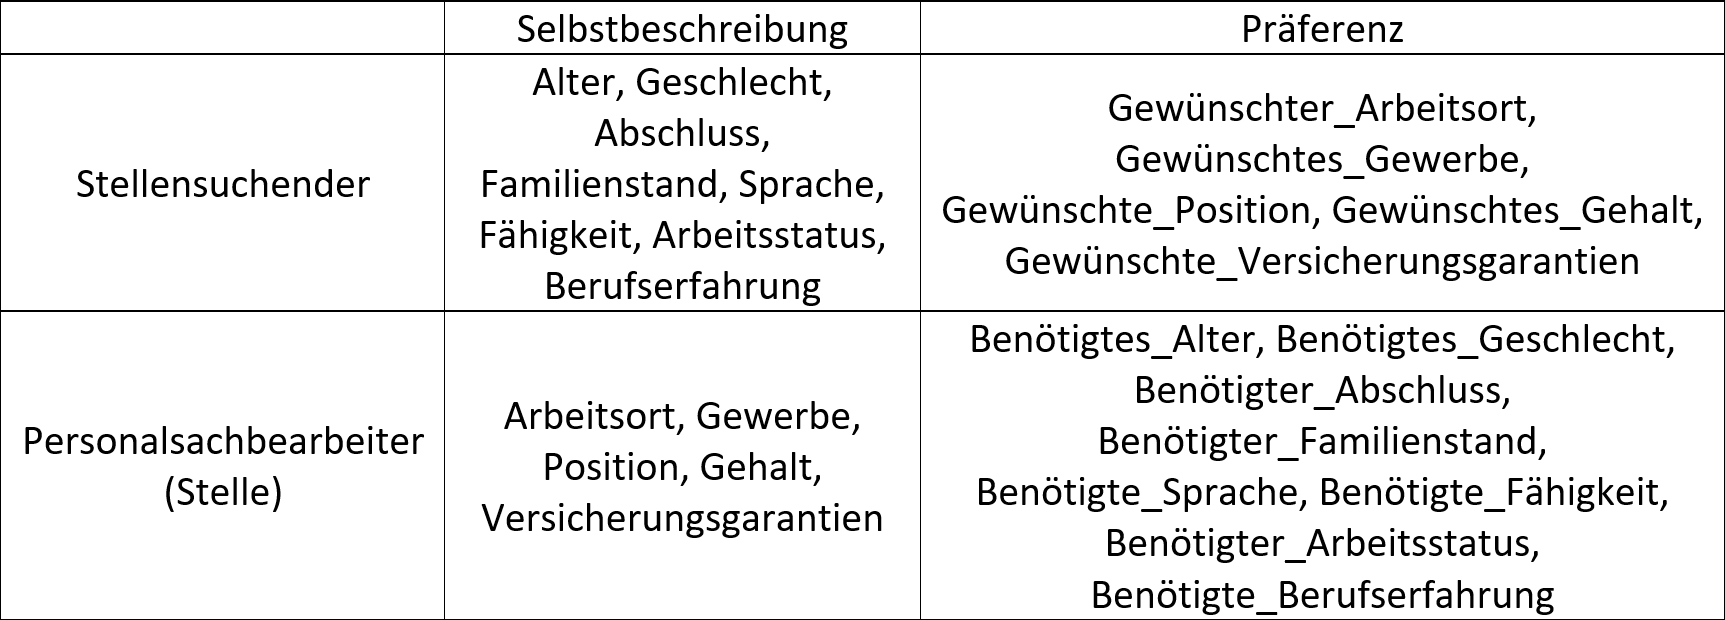 Selbstbeschreibung
Präferenz
Stellensuchender
Alter, Geschlecht,
Abschluss,
Familienstand, Sprache,
Fähigkeit, Arbeitsstatus,
Berufserfahrung
Gewünschter_Arbeitsort,
Gewünschtes_Gewerbe,
Gewünschte_Position, Gewünschtes_Gehalt,
Gewünschte_Versicherungsgarantien
Personalsachbearbeiter
(Stelle)
Arbeitsort, Gewerbe,
Position, Gehalt,
Versicherungsgarantien
Benötigtes_Alter, Benötigtes_Geschlecht,
Benötigter_Abschluss,
Benötigter_Familienstand,
Benötigte_Sprache, Benötigte_Fähigkeit,
Benötigter_Arbeitsstatus,
Benötigte_Berufserfahrung